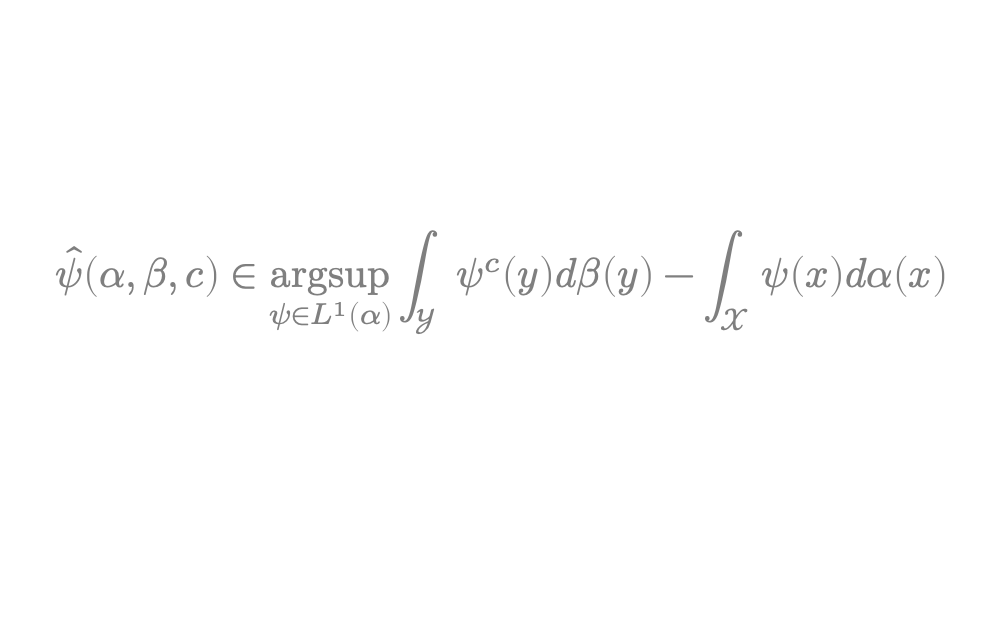 $\hat{\psi}(\alpha, \beta, c) \in \underset{\psi \in L^1(\alpha)}{\operatorname{argsup}} \int_{\mathcal{Y}} \psi^c(y) d\beta(y) - \int_{\mathcal{X}} \psi(x) d\alpha(x)$